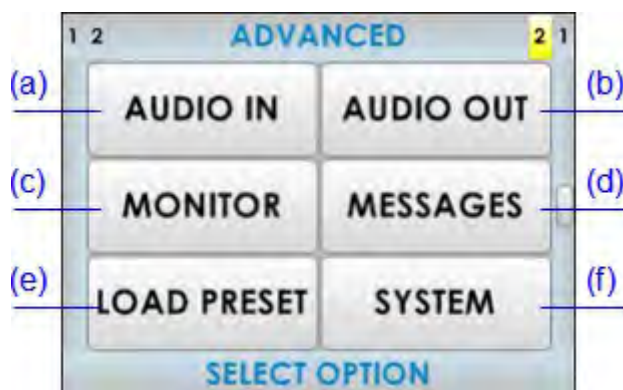 1 2 ADVANCED 2 1
(a) AUDIO IN AUDIO OUT (b)
(c) MONITOR MESSAGES (d)
(e) LOAD PRESET SYSTEM (f)
SELECT OPTION